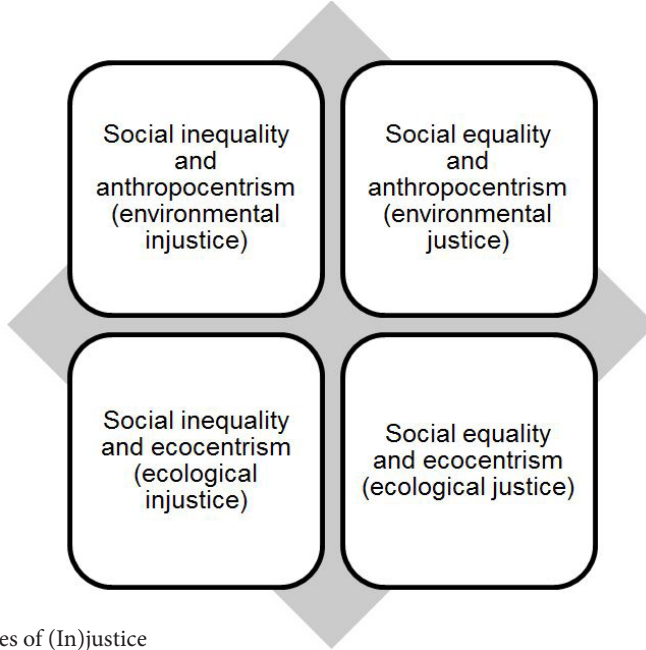 Social inequality
and
anthropocentrism
(environmental
injustice)
Social equality
and
anthropocentrism
(environmental
justice)
Social inequality
and ecocentrism
(ecological
injustice)
Social equality
and ecocentrism
(ecological justice)
of (In)justice